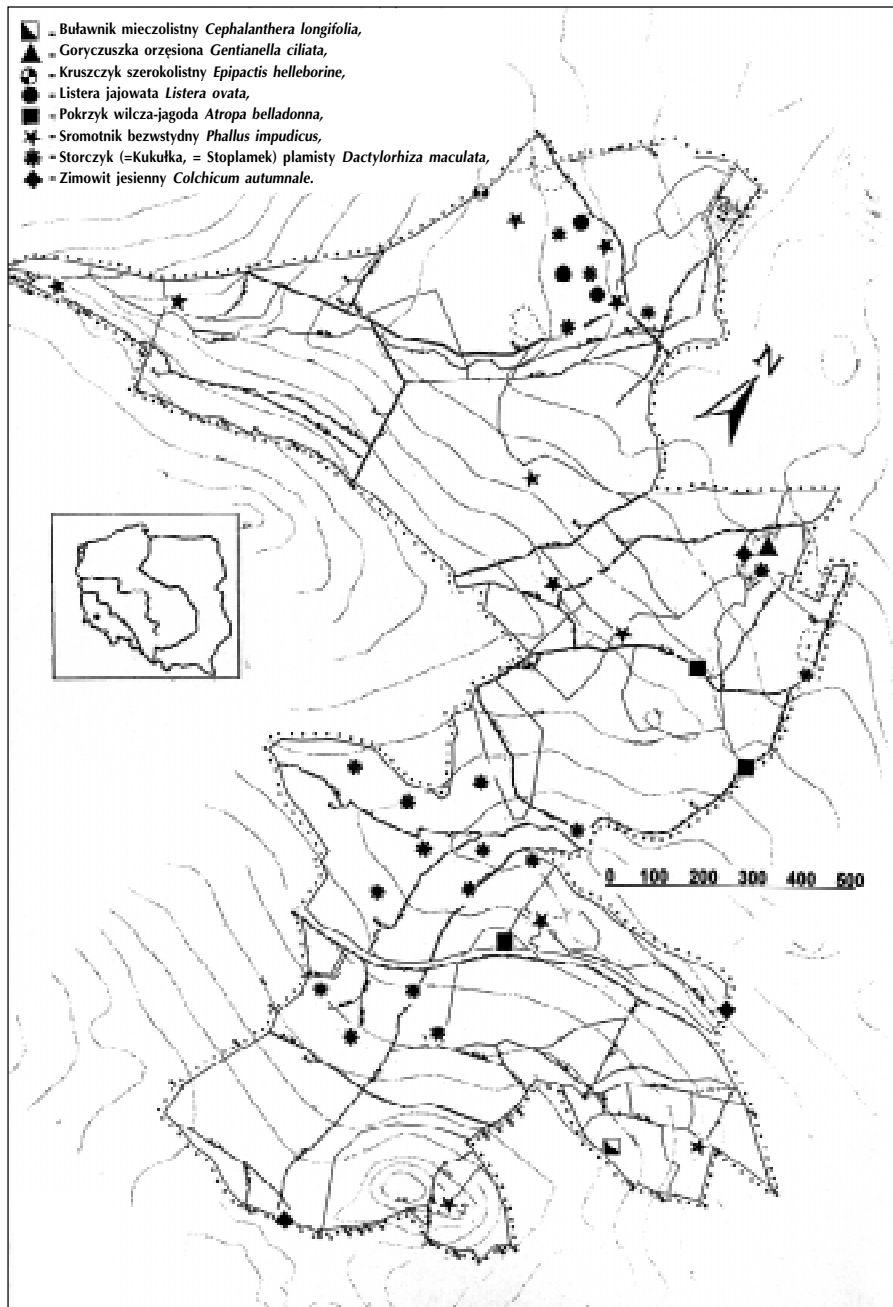 = Buławnik mieczolistny Cephalanthera longifolia,
= Goryczuszka orzęsiona Gentianella ciliata,
= Kruszczyk szerokolistny Epipactis helleborine,
= Listera jajowata Listera ovata,
= Pokrzyk wilcza-jagoda Atropa belladonna,
= Sromotnik bezwstydny Phallus impudicus,
= Storczyk (=Kukułka, = Stoplamek) plamisty Dactylorhiza maculata,
= Zimowit jesienny Colchicum autumnale.
N
0 100 200 300 400 500